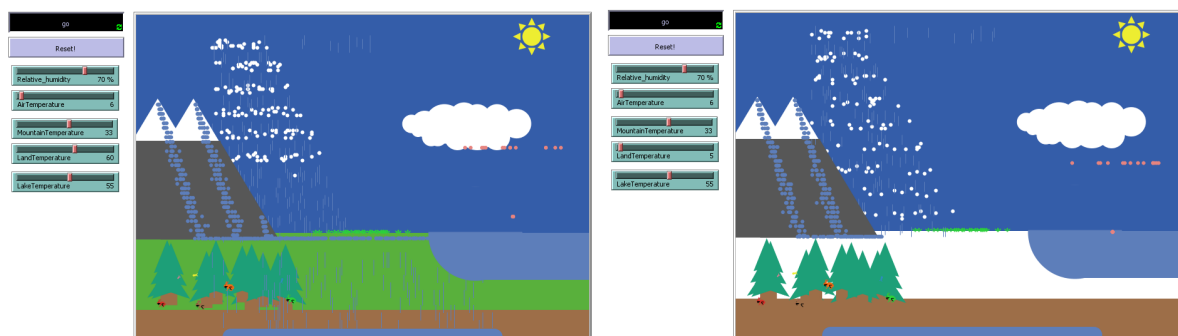 go
Reset!
Relative_humidity 70 %
AirTemperature 6
MountainTemperature 33
LandTemperature 60
LakeTemperature 55
go
Reset!
Relative_humidity 70 %
AirTemperature 6
MountainTemperature 33
LandTemperature 5
LakeTemperature 55